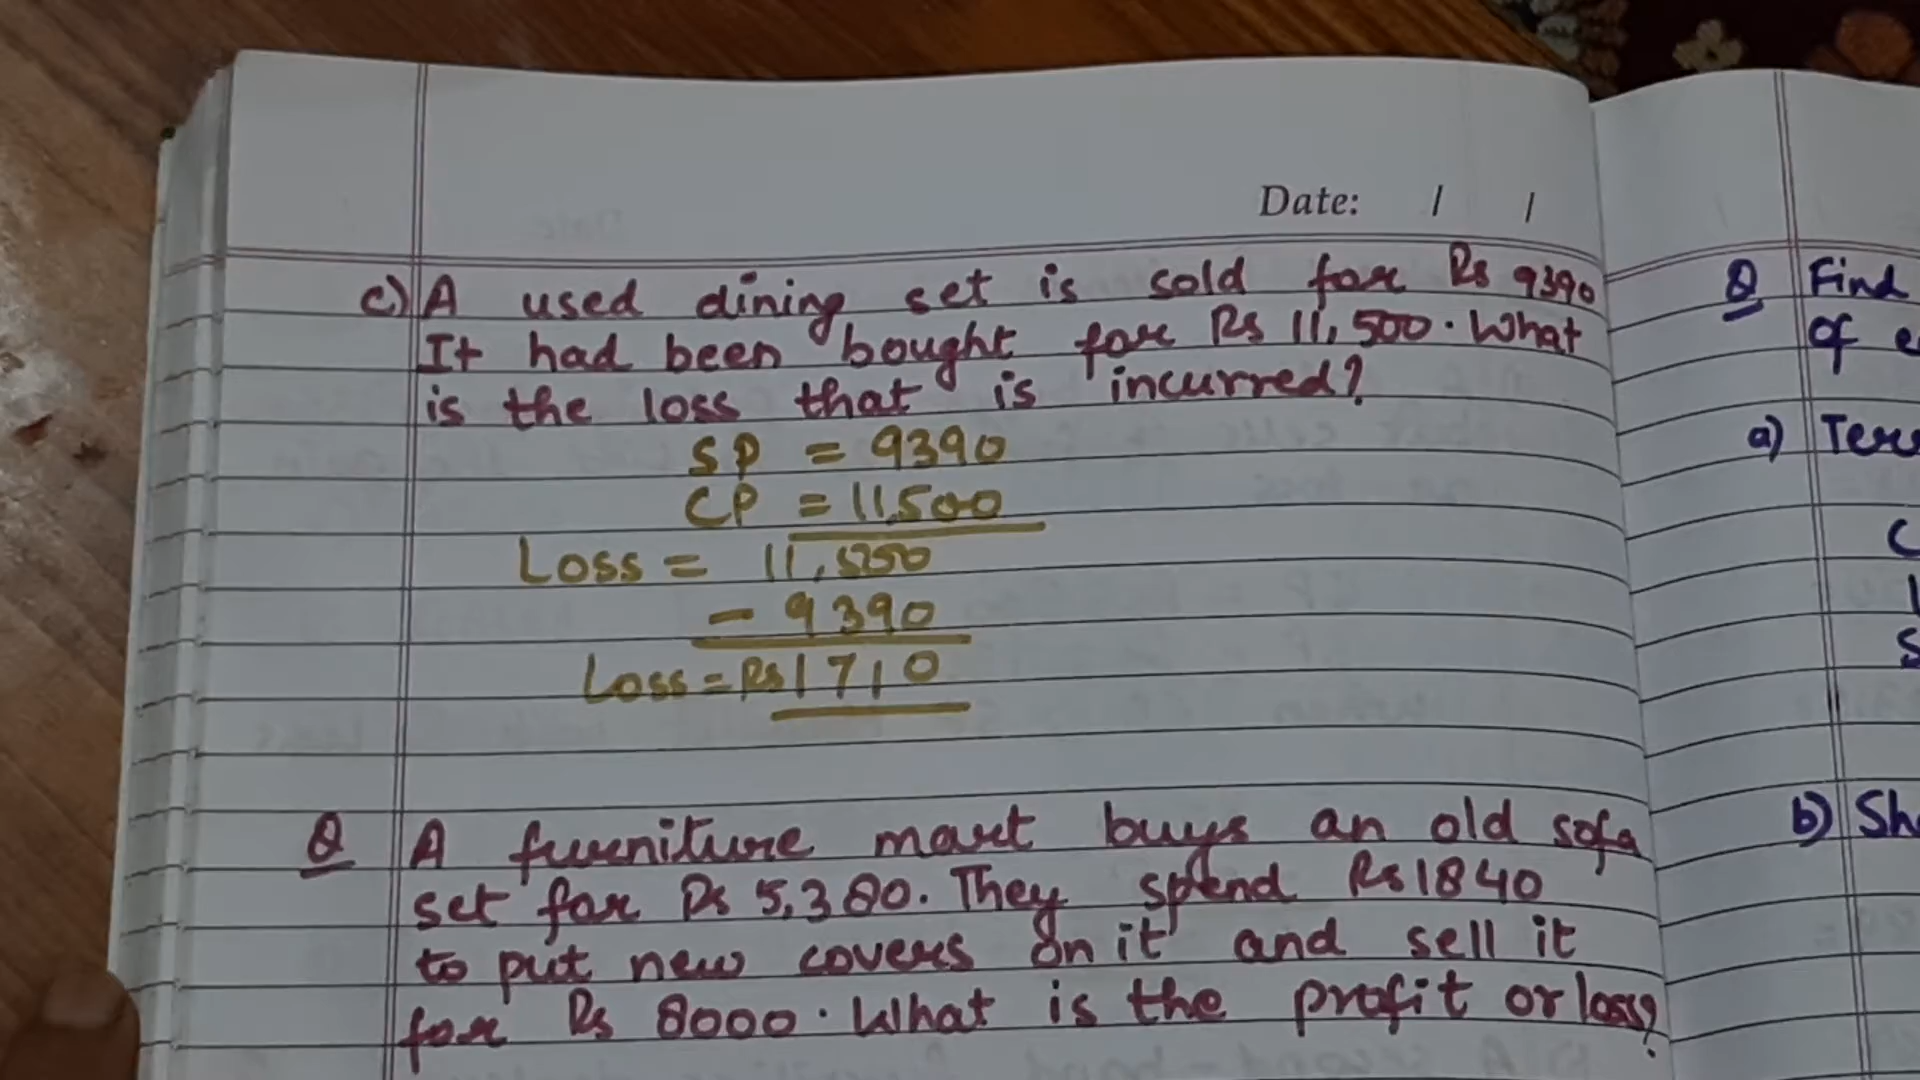 Date: / /
c) A used dining set is sold for Rs 9390
It had been bought for Rs 11,500. What
is the loss that is incurred?
SP = 9390
CP = 11,500
Loss =
- 9390
Loss = Rs 1710
Q A furniture mart buys an old sofa
set for Rs 5,380. They spend Rs 1840
to put new covers on it and sell it
for Rs 8000. What is the profit or loss?
Q Find
of
a)
b)